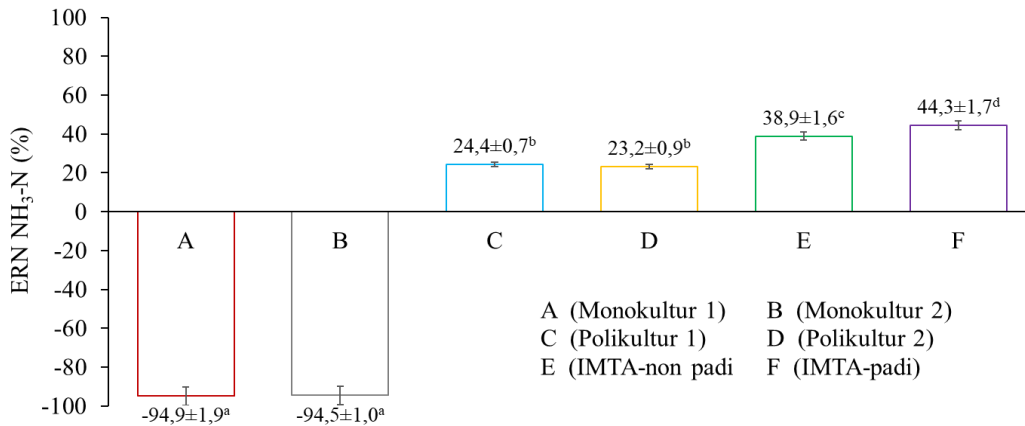 100
80
60
40
20
0
-20
-40
-60
-80
-100
ERN NH₃-N (%)
24,4±0,7ᵇ
23,2±0,9ᵇ
38,9±1,6ᶜ
44,3±1,7ᵈ
A B C D E F
-94,9±1,9ᵃ
-94,5±1,0ᵃ
A (Monokultur 1) B (Monokultur 2)
C (Polikultur 1) D (Polikultur 2)
E (IMTA-non padi F (IMTA-padi)